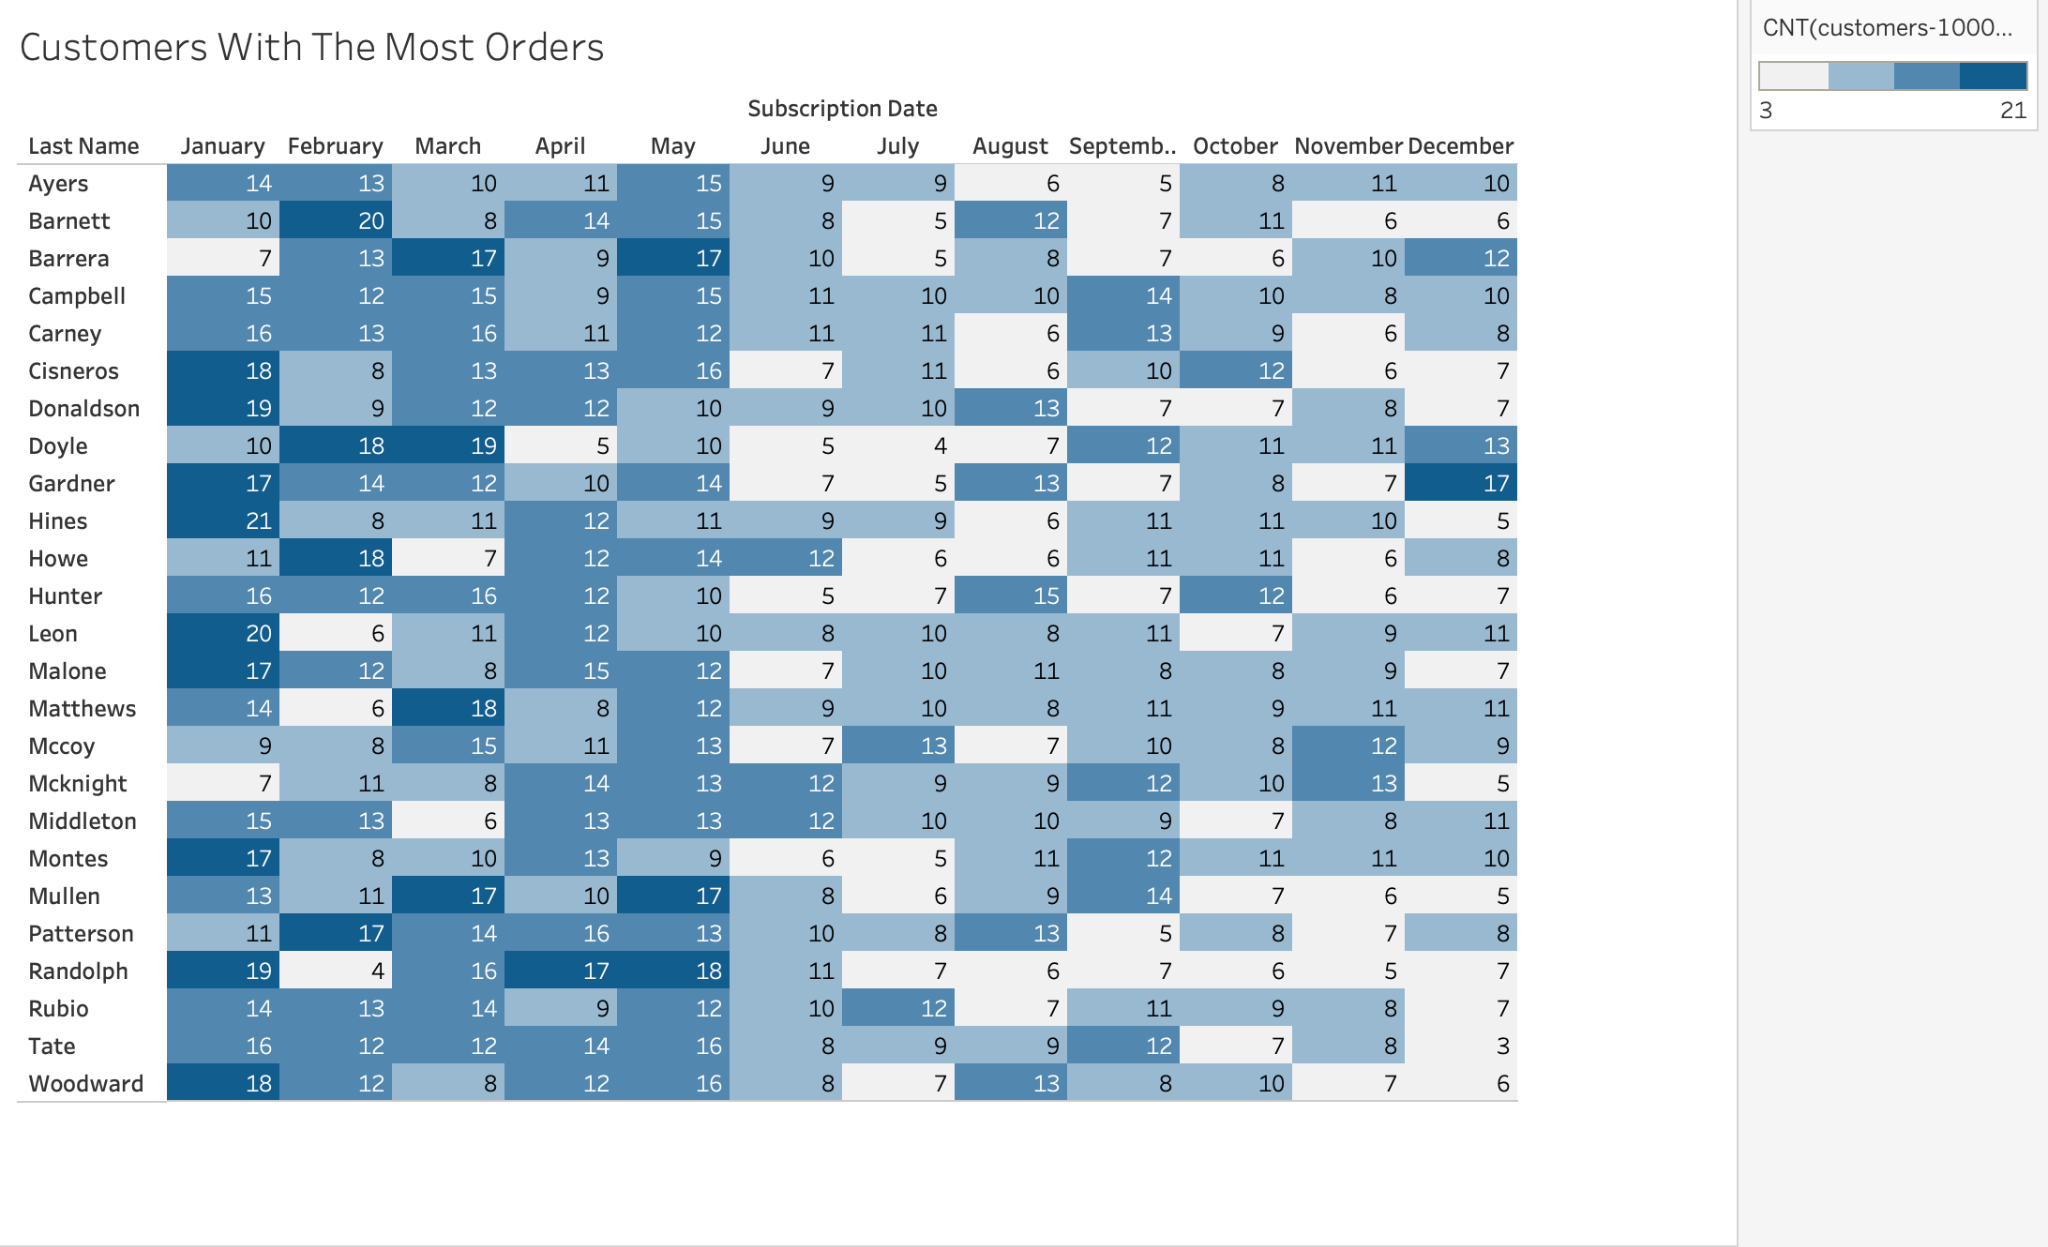 Customers With The Most Orders
CNT(customers-1000...
3 21
Subscription Date
Last Name January February March April May June July August Septemb.. October November December
Ayers 14 13 10 11 15 9 9 6 5 8 11 10
Barnett 10 20 8 14 15 8 5 12 7 11 6 6
Barrera 7 13 17 9 17 10 5 8 7 6 10 12
Campbell 15 12 15 9 15 11 10 10 14 10 8 10
Carney 16 13 16 11 12 11 11 6 13 9 6 8
Cisneros 18 8 13 13 16 7 11 6 10 12 6 7
Donaldson 19 9 12 12 10 9 10 13 7 7 8 7
Doyle 10 18 19 5 10 5 4 7 12 11 11 13
Gardner 17 14 12 10 14 7 5 13 7 8 7 17
Hines 21 8 11 12 11 9 9 6 11 11 10 5
Howe 11 18 7 12 14 12 6 6 11 11 6 8
Hunter 16 12 16 12 10 5 7 15 7 12 6 7
Leon 20 6 11 12 10 8 10 8 11 7 9 11
Malone 17 12 8 15 12 7 10 11 8 8 9 7
Matthews 14 6 18 8 12 9 10 8 11 9 11 11
Mccoy 9 8 15 11 13 7 13 7 10 8 12 9
Mcknight 7 11 8 14 13 12 9 9 12 10 13 5
Middleton 15 13 6 13 13 12 10 10 9 7 8 11
Montes 17 8 10 13 9 6 5 11 12 11 11 10
Mullen 13 11 17 10 17 8 6 9 14 7 6 5
Patterson 11 17 14 16 13 10 8 13 5 8 7 8
Randolph 19 4 16 17 18 11 7 6 7 6 5 7
Rubio 14 13 14 9 12 10 12 7 11 9 8 7
Tate 16 12 12 14 16 8 9 9 12 7 8 3
Woodward 18 12 8 12 16 8 7 13 8 10 7 6